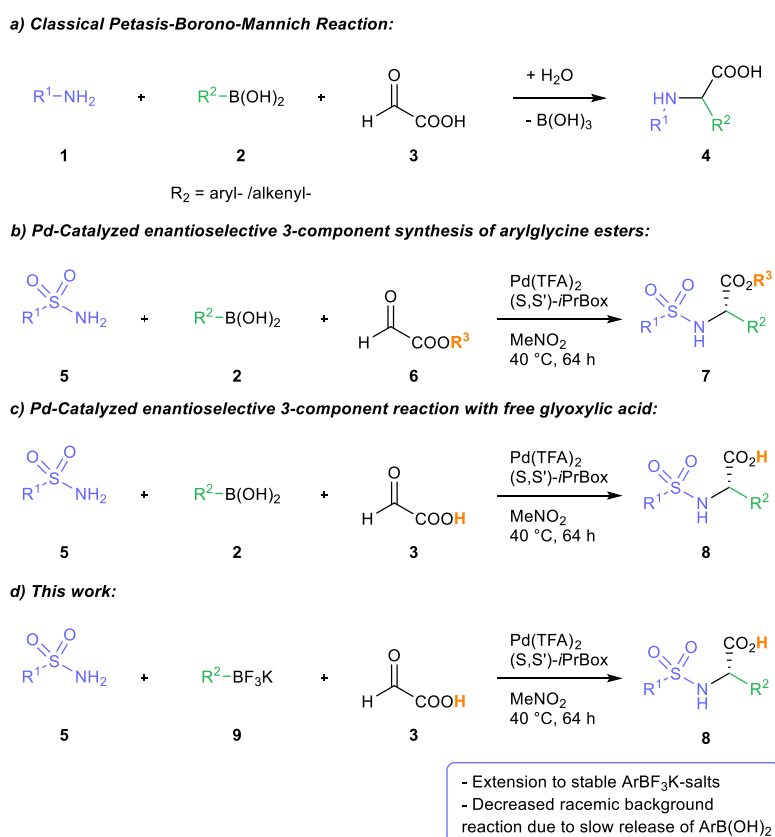 a) Classical Petasis-Borono-Mannich Reaction:
R¹–NH₂ + R²–B(OH)₂ + O H COOH + H₂O - B(OH)₃ COOH HN R¹ R²
1 2 3 4
R₂ = aryl- /alkenyl-
b) Pd-Catalyzed enantioselective 3-component synthesis of arylglycine esters:
O O R¹ S NH₂ + R²–B(OH)₂ + O H COOR³ Pd(TFA)₂ (S,S')-iPrBox MeNO₂ 40 °C, 64 h O O R¹ S N H CO₂R³ R²
5 2 6 7
c) Pd-Catalyzed enantioselective 3-component reaction with free glyoxylic acid:
O O R¹ S NH₂ + R²–B(OH)₂ + O H COOH Pd(TFA)₂ (S,S')-iPrBox MeNO₂ 40 °C, 64 h O O R¹ S N H CO₂H R²
5 2 3 8
d) This work:
O O R¹ S NH₂ + R²–BF₃K + O H COOH Pd(TFA)₂ (S,S')-iPrBox MeNO₂ 40 °C, 64 h O O R¹ S N H CO₂H R²
5 9 3 8
- Extension to stable ArBF₃K-salts
- Decreased racemic background
reaction due to slow release of ArB(OH)₂